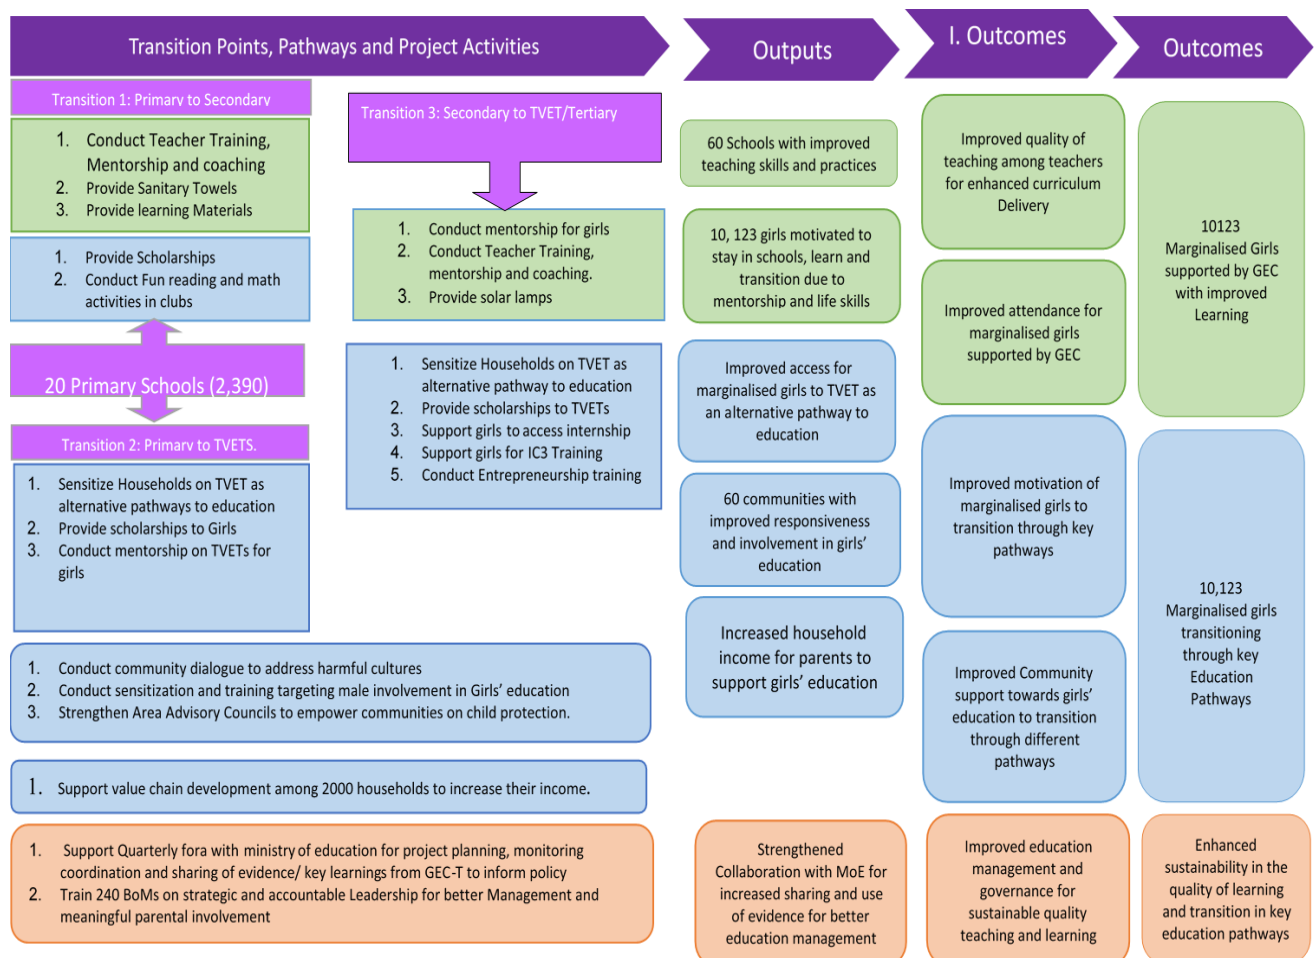 Transition Points, Pathways and Project Activities
Outputs
I. Outcomes
Outcomes
Transition 1: Primary to Secondary
1. Conduct Teacher Training,
Mentorship and coaching
2. Provide Sanitary Towels
3. Provide learning Materials
1. Provide Scholarships
2. Conduct Fun reading and math
activities in clubs
20 Primary Schools (2,390)
Transition 2: Primary to TVETS.
1. Sensitize Households on TVET as
alternative pathways to education
2. Provide scholarships to Girls
3. Conduct mentorship on TVETs for
girls
Transition 3: Secondary to TVET/Tertiary
1. Conduct mentorship for girls
2. Conduct Teacher Training,
mentorship and coaching.
3. Provide solar lamps
1. Sensitize Households on TVET as
alternative pathway to education
2. Provide scholarships to TVETs
3. Support girls to access internship
4. Support girls for IC3 Training
5. Conduct Entrepreneurship training
1. Conduct community dialogue to address harmful cultures
2. Conduct sensitization and training targeting male involvement in Girls’ education
3. Strengthen Area Advisory Councils to empower communities on child protection.
1. Support value chain development among 2000 households to increase their income.
1. Support Quarterly fora with ministry of education for project planning, monitoring
coordination and sharing of evidence/ key learnings from GEC-T to inform policy
2. Train 240 BoMs on strategic and accountable Leadership for better Management and
meaningful parental involvement
60 Schools with improved
teaching skills and practices
10, 123 girls motivated to
stay in schools, learn and
transition due to
mentorship and life skills
Improved access for
marginalised girls to TVET as
an alternative pathway to
education
60 communities with
improved responsiveness
and involvement in girls’
education
Increased household
income for parents to
support girls’ education
Strengthened
Collaboration with MoE for
increased sharing and use
of evidence for better
education management
Improved quality of
teaching among teachers
for enhanced curriculum
Delivery
Improved attendance for
marginalised girls
supported by GEC
Improved motivation of
marginalised girls to
transition through key
pathways
Improved Community
support towards girls’
education to transition
through different
pathways
Improved education
management and
governance for
sustainable quality
teaching and learning
10123
Marginalised Girls
supported by GEC
with improved
Learning
10,123
Marginalised girls
transitioning
through key
Education
Pathways
Enhanced
sustainability in the
quality of learning
and transition in key
education pathways